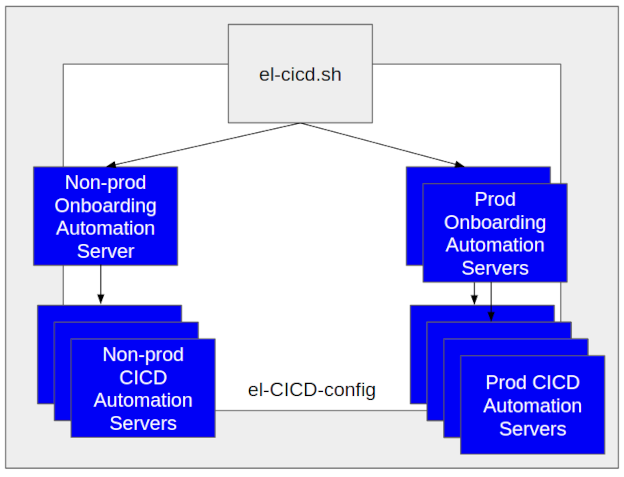 el-cicd.sh
Non-prod
Onboarding
Automation
Server
Prod
Onboarding
Automation
Servers
Non-prod
CICD
Automation
Servers
el-CICD-config
Prod CICD
Automation
Servers